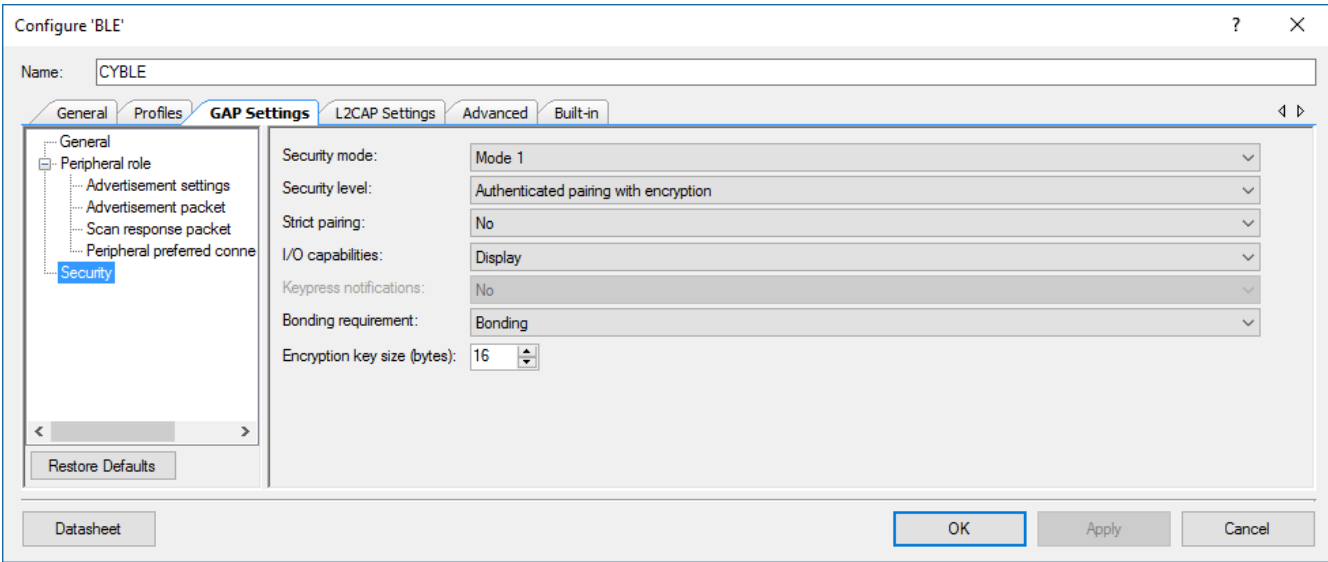 Configure 'BLE'
?
Name: CYBLE
General Profiles GAP Settings L2CAP Settings Advanced Built-in
General
Peripheral role
Advertisement settings
Advertisement packet
Scan response packet
Peripheral preferred conne
Security
Security mode: Mode 1
Security level: Authenticated pairing with encryption
Strict pairing: No
I/O capabilities: Display
Keypress notifications: No
Bonding requirement: Bonding
Encryption key size (bytes): 16
Restore Defaults
Datasheet
OK
Apply
Cancel